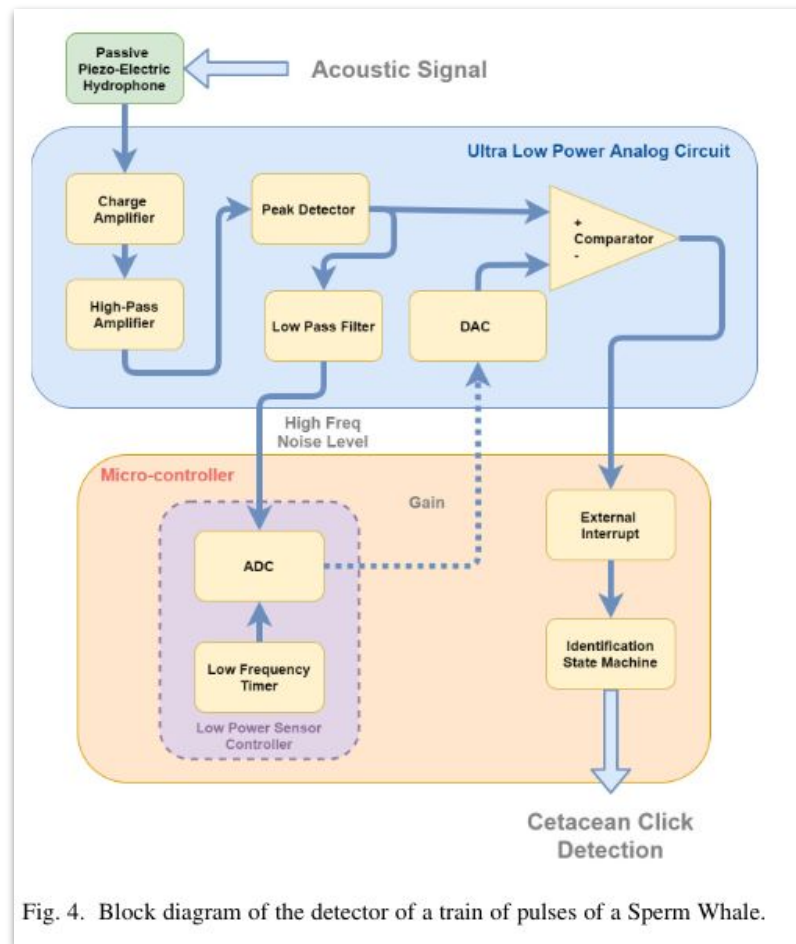 Passive
Piezo-Electric
Hydrophone
Acoustic Signal
Ultra Low Power Analog Circuit
Charge
Amplifier
Peak Detector
+
Comparator
-
High-Pass
Amplifier
Low Pass Filter
DAC
High Freq
Noise Level
Micro-controller
Gain
External
Interrupt
ADC
Identification
State Machine
Low Frequency
Timer
Low Power Sensor
Controller
Cetacean Click
Detection
Fig. 4. Block diagram of the detector of a train of pulses of a Sperm Whale.